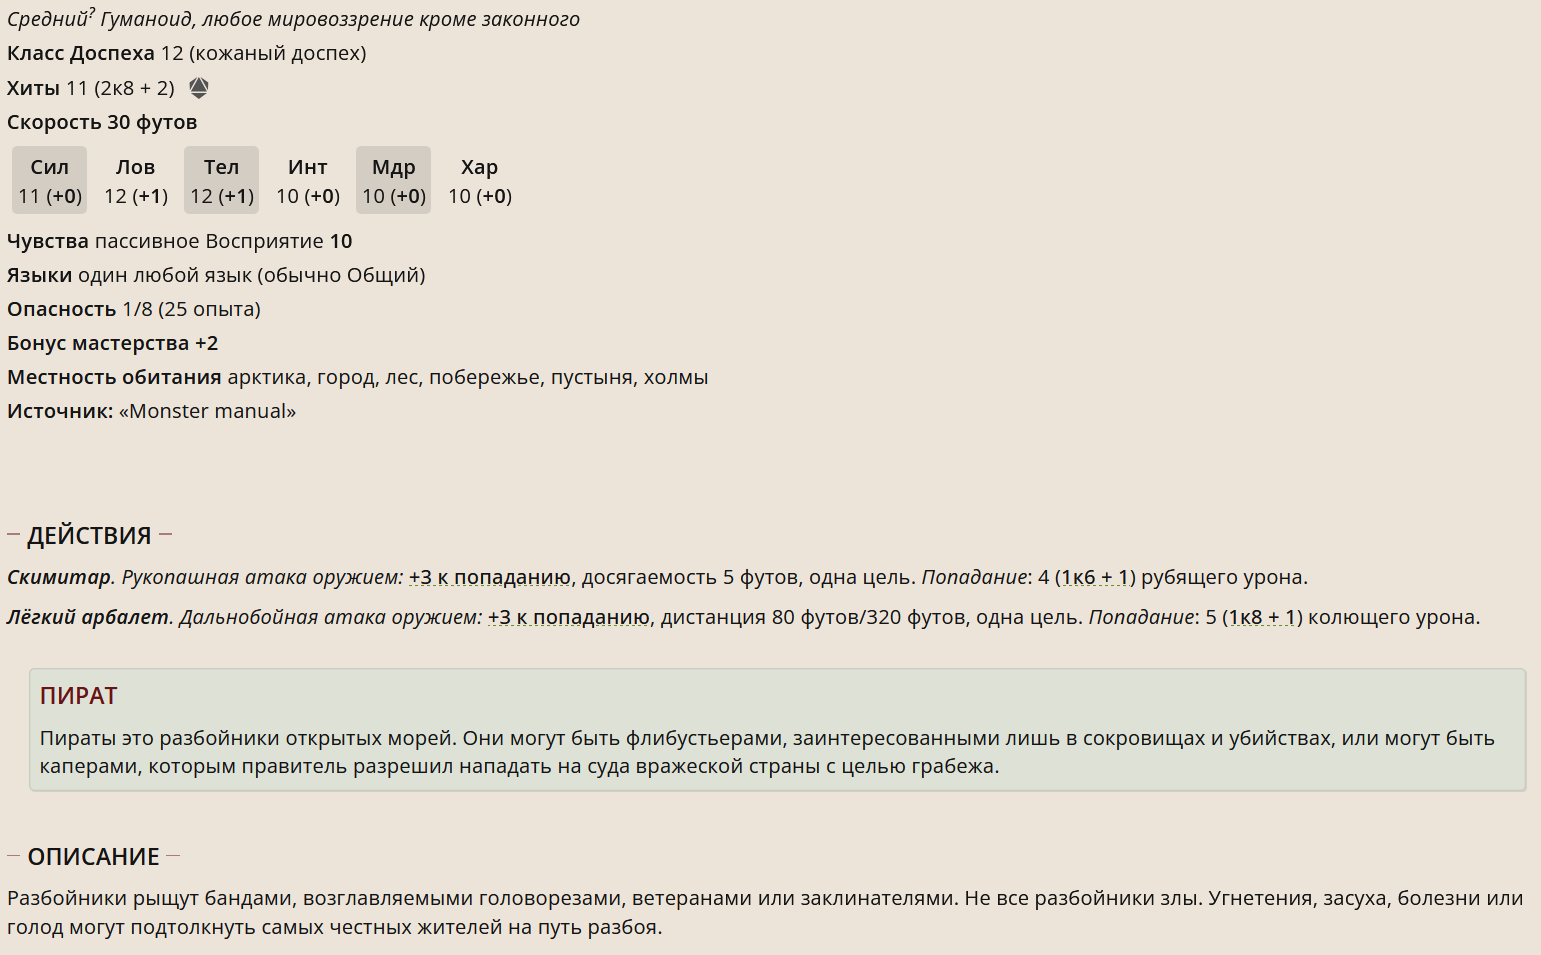 Средний? Гуманоид, любое мировоззрение кроме законного
Класс Доспеха 12 (кожаный доспех)
Хиты 11 (2к8 + 2)
Скорость 30 футов
Сил Лов Тел Инт Мдр Хар
11 (+0) 12 (+1) 12 (+1) 10 (+0) 10 (+0) 10 (+0)
Чувства пассивное Восприятие 10
Языки один любой язык (обычно Общий)
Опасность 1/8 (25 опыта)
Бонус мастерства +2
Местность обитания арктика, город, лес, побережье, пустыня, холмы
Источник: «Monster manual»
ДЕЙСТВИЯ
Скимитар. Рукопашная атака оружием: +3 к попаданию, досягаемость 5 футов, одна цель. Попадание: 4 (1к6 + 1) рубящего урона.
Лёгкий арбалет. Дальнобойная атака оружием: +3 к попаданию, дистанция 80 футов/320 футов, одна цель. Попадание: 5 (1к8 + 1) колющего урона.
ПИРАТ
Пираты это разбойники открытых морей. Они могут быть флибустьерами, заинтересованными лишь в сокровищах и убийствах, или могут быть
каперами, которым правитель разрешил нападать на суда вражеской страны с целью грабежа.
ОПИСАНИЕ
Разбойники рыщут бандами, возглавляемыми головорезами, ветеранами или заклинателями. Не все разбойники злы. Угнетения, засуха, болезни или
голод могут подтолкнуть самых честных жителей на путь разбоя.